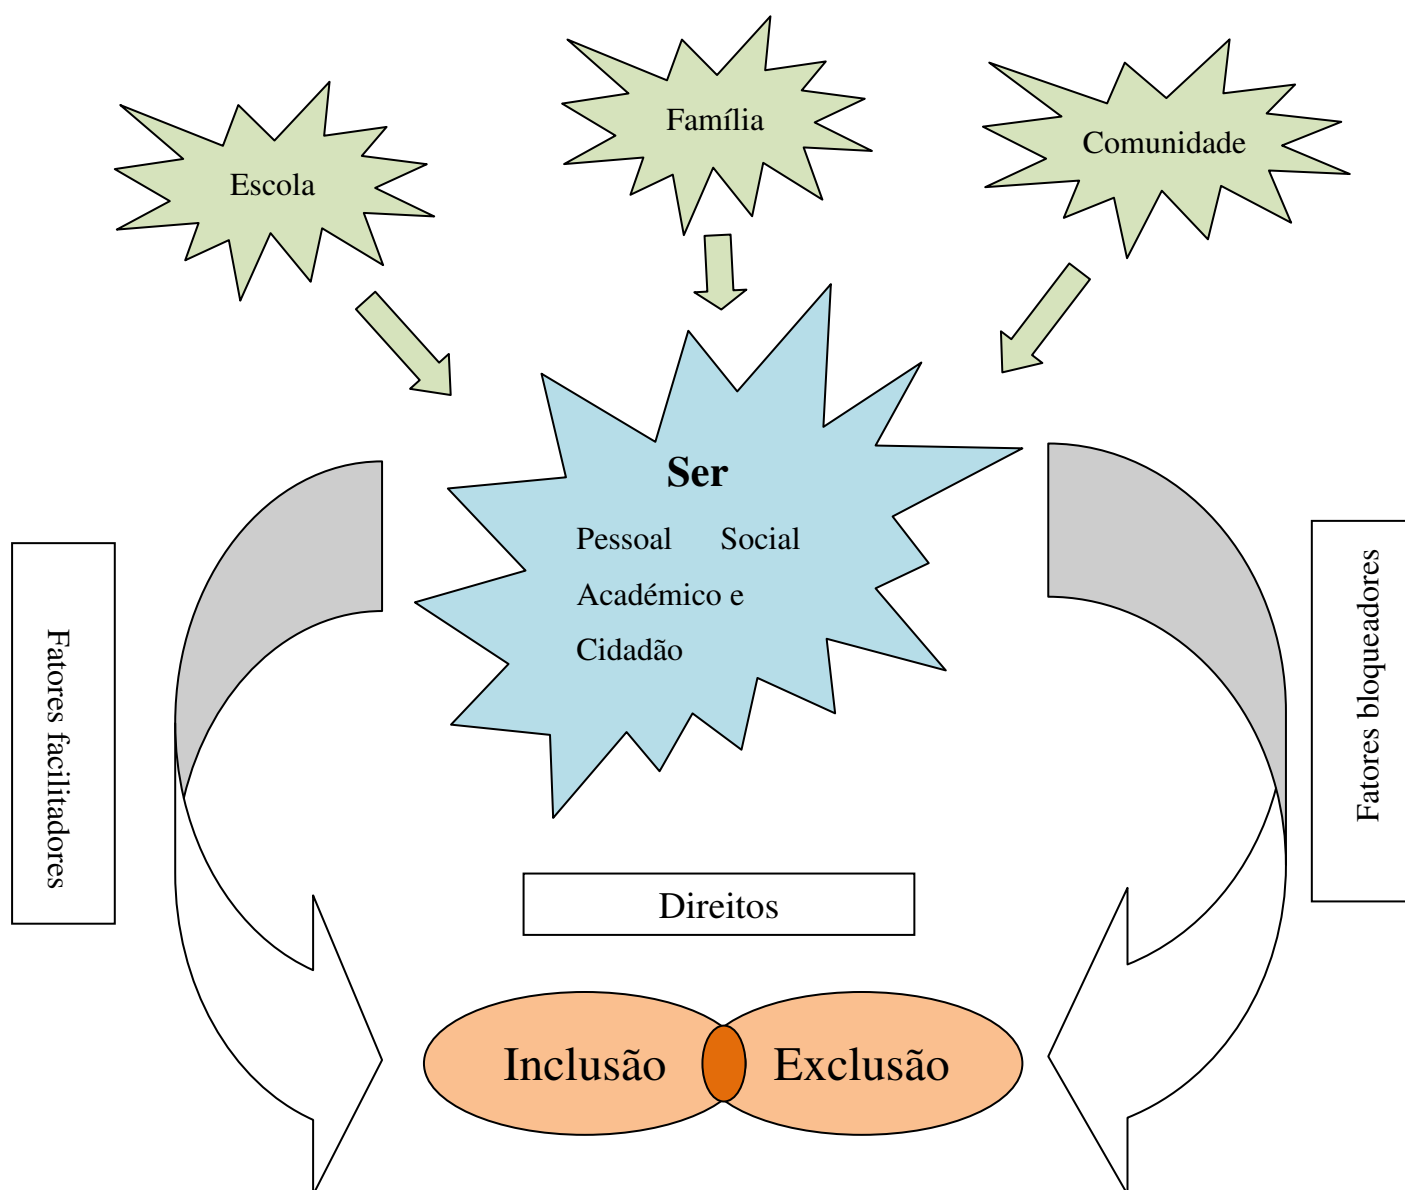 Família
Comunidade
Escola
Ser
Pessoal Social
Académico e
Cidadão
Fatores facilitadores
Fatores bloqueadores
Direitos
Inclusão Exclusão